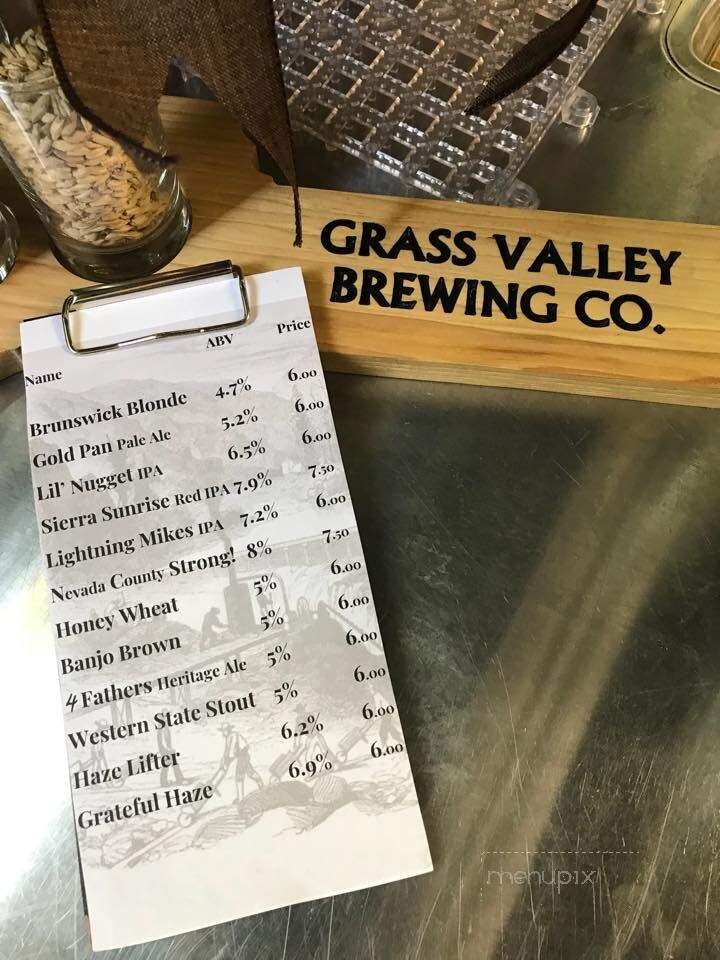 GRASS VALLEY
BREWING CO.
Name ABV Price
Brunswick Blonde 4.7% 6.00
Gold Pan Pale Ale 5.2% 6.00
Lil' Nugget IPA 6.5% 6.00
Sierra Sunrise Red IPA 7.9% 7.50
Lightning Mikes IPA 7.2% 6.00
Nevada County Strong! 8% 7.50
Honey Wheat 5% 6.00
Banjo Brown 5% 6.00
4 Fathers Heritage Ale 5% 6.00
Western State Stout 5% 6.00
Haze Lifter 6.2% 6.00
Grateful Haze 6.9% 6.00
menupix